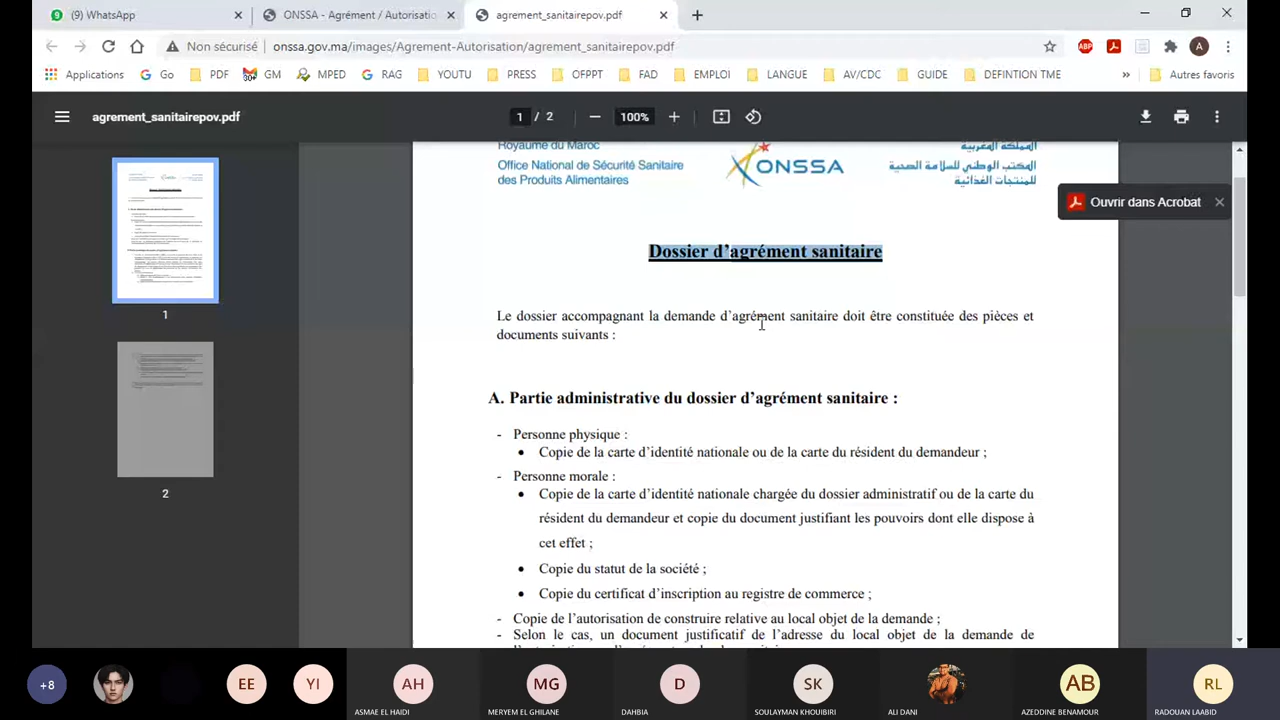 (9) WhatsApp
ONSSA - Agrément / Autorisatio
agrement_sanitairepov.pdf
Non sécurisé
onssa.gov.ma/images/Agrement-Autorisation/agrement_sanitairepov.pdf
ABP
A
Applications
Go
PDF
GM
MPED
RAG
YOUTU
PRESS
OFPPT
FAD
EMPLOI
LANGUE
AV/CDC
GUIDE
DEFINTION TME
»
Autres favoris
agrement_sanitairepov.pdf
1 / 2
100%
Royaume du Maroc
Office National de Sécurité Sanitaire
des Produits Alimentaires
ONSSA
المملكة المغربية
المكتب الوطني للسلامة الصحية
للمنتجات الغذائية
Ouvrir dans Acrobat
Dossier d’agrément sanitaire
Le dossier accompagnant la demande d’agrément sanitaire doit être constituée des pièces et
documents suivants :
A. Partie administrative du dossier d’agrément sanitaire :
- Personne physique :
• Copie de la carte d’identité nationale ou de la carte du résident du demandeur ;
- Personne morale :
• Copie de la carte d’identité nationale chargée du dossier administratif ou de la carte du
résident du demandeur et copie du document justifiant les pouvoirs dont elle dispose à
cet effet ;
• Copie du statut de la société ;
• Copie du certificat d’inscription au registre de commerce ;
- Copie de l’autorisation de construire relative au local objet de la demande ;
- Selon le cas, un document justificatif de l’adresse du local objet de la demande de
1
2
+8
EE
YI
AH
ASMAE EL HAIDI
MG
MERYEM EL GHILANE
D
DAHBIA
SK
SOULAYMAN KHOUIBIRI
ALI DANI
AB
AZEDDINE BENAMOUR
RL
RADOUAN LAABID